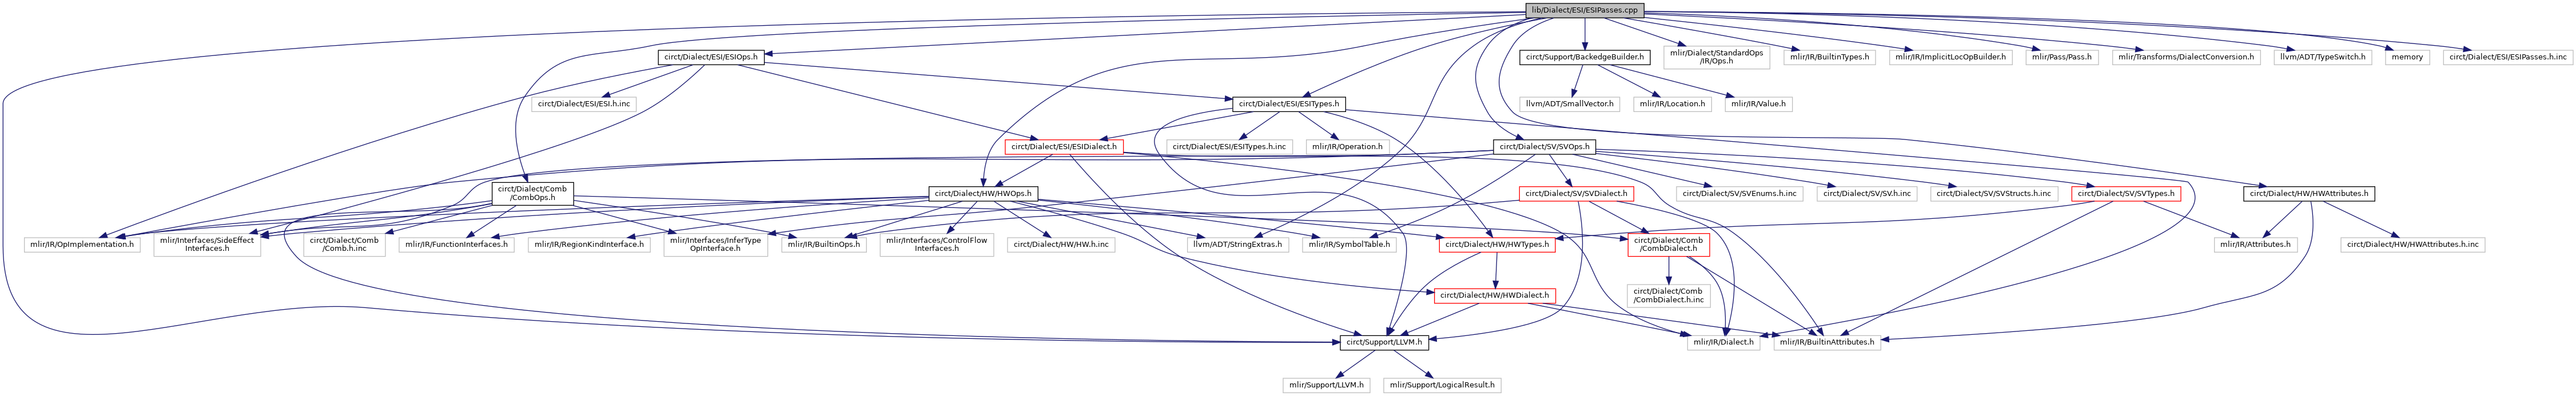 lib/Dialect/ESI/ESIPasses.cpp
circt/Dialect/ESI/ESIOps.h
circt/Support/BackedgeBuilder.h
mlir/Dialect/StandardOps
/IR/Ops.h
mlir/IR/BuiltinTypes.h
mlir/IR/ImplicitLocOpBuilder.h
mlir/Pass/Pass.h
mlir/Transforms/DialectConversion.h
llvm/ADT/TypeSwitch.h
memory
circt/Dialect/ESI/ESIPasses.h.inc
circt/Dialect/ESI/ESI.h.inc
circt/Dialect/ESI/ESITypes.h
llvm/ADT/SmallVector.h
mlir/IR/Location.h
mlir/IR/Value.h
circt/Dialect/ESI/ESIDialect.h
circt/Dialect/ESI/ESITypes.h.inc
mlir/IR/Operation.h
circt/Dialect/SV/SVOps.h
circt/Dialect/Comb
/CombOps.h
circt/Dialect/HW/HWOps.h
circt/Dialect/SV/SVDialect.h
circt/Dialect/SV/SVEnums.h.inc
circt/Dialect/SV/SV.h.inc
circt/Dialect/SV/SVStructs.h.inc
circt/Dialect/SV/SVTypes.h
circt/Dialect/HW/HWAttributes.h
mlir/IR/OpImplementation.h
mlir/Interfaces/SideEffect
Interfaces.h
circt/Dialect/Comb
/Comb.h.inc
mlir/IR/FunctionInterfaces.h
mlir/IR/RegionKindInterface.h
mlir/Interfaces/InferType
OpInterface.h
mlir/IR/BuiltinOps.h
mlir/Interfaces/ControlFlow
Interfaces.h
circt/Dialect/HW/HW.h.inc
llvm/ADT/StringExtras.h
mlir/IR/SymbolTable.h
circt/Dialect/HW/HWTypes.h
circt/Dialect/Comb
/CombDialect.h
mlir/IR/Attributes.h
circt/Dialect/HW/HWAttributes.h.inc
circt/Dialect/HW/HWDialect.h
circt/Dialect/Comb
/CombDialect.h.inc
circt/Support/LLVM.h
mlir/IR/Dialect.h
mlir/IR/BuiltinAttributes.h
mlir/Support/LLVM.h
mlir/Support/LogicalResult.h